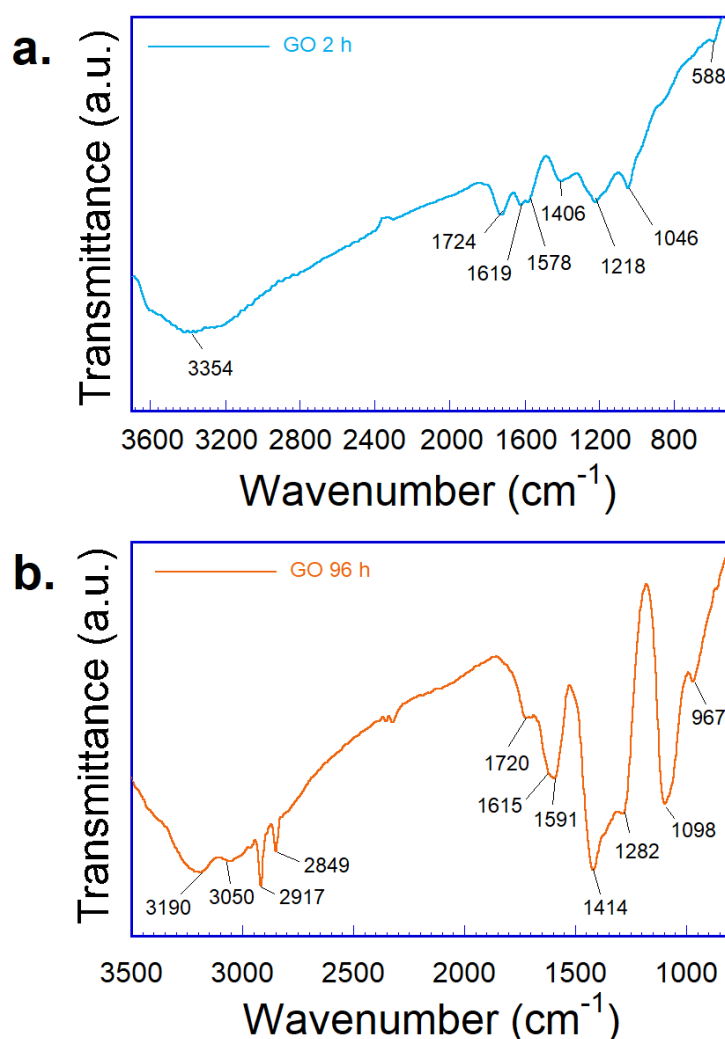 a.
GO 2 h
Transmittance (a.u.)
588
1406
1724
1578
1218
1046
1619
3354
3600 3200 2800 2400 2000 1600 1200 800
Wavenumber (cm⁻¹)
b.
GO 96 h
Transmittance (a.u.)
967
1720
1615
1591
1282
1098
2849
3190
3050
2917
1414
3500 3000 2500 2000 1500 1000
Wavenumber (cm⁻¹)